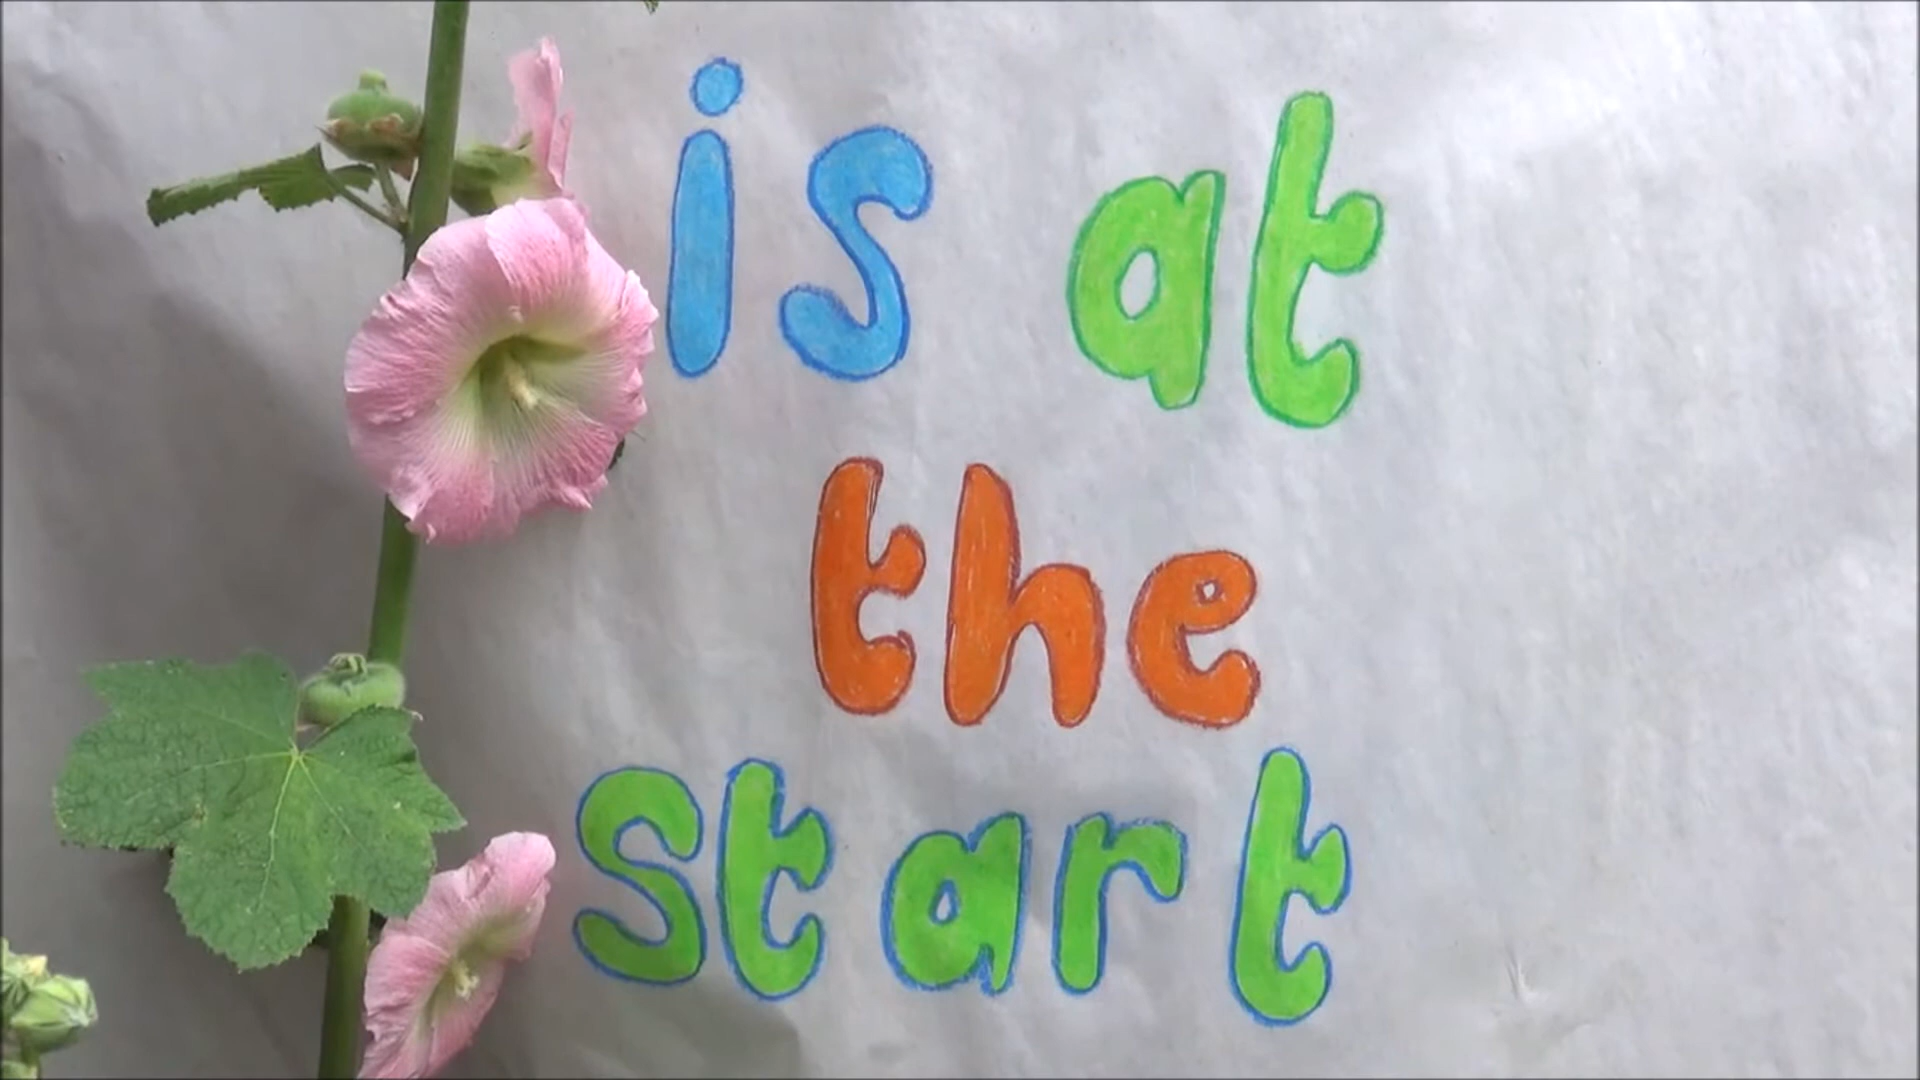 is at
the
start